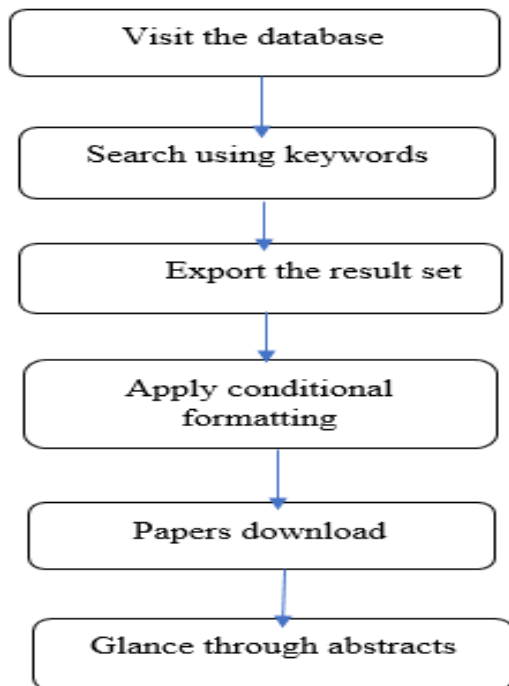 Visit the database
Search using keywords
Export the result set
Apply conditional
formatting
Papers download
Glance through abstracts